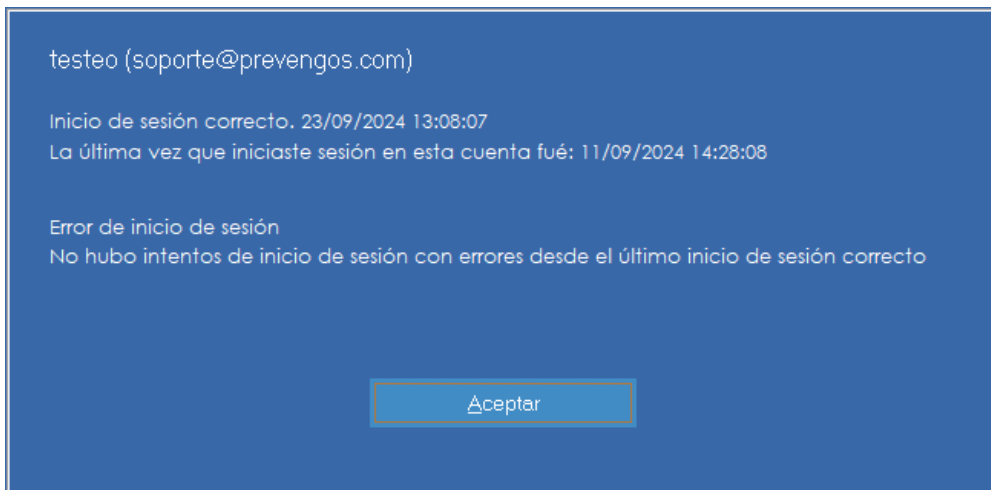 testeo (soporte@prevengos.com)
Inicio de sesión correcto. 23/09/2024 13:08:07
La última vez que iniciaste sesión en esta cuenta fué: 11/09/2024 14:28:08
Error de inicio de sesión
No hubo intentos de inicio de sesión con errores desde el último inicio de sesión correcto
Aceptar